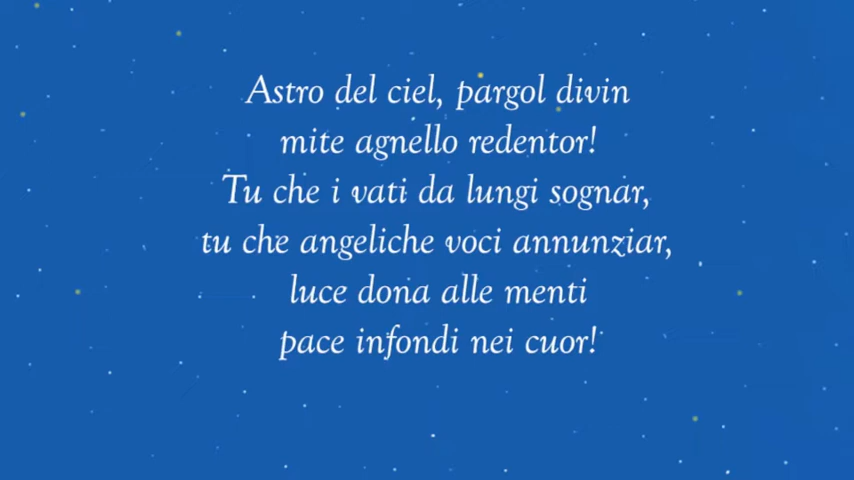 Astro del ciel, pargol divin
mite agnello redentor!
Tu che i vati da lungi sognar,
tu che angeliche voci annunziar,
luce dona alle menti
pace infondi nei cuor!